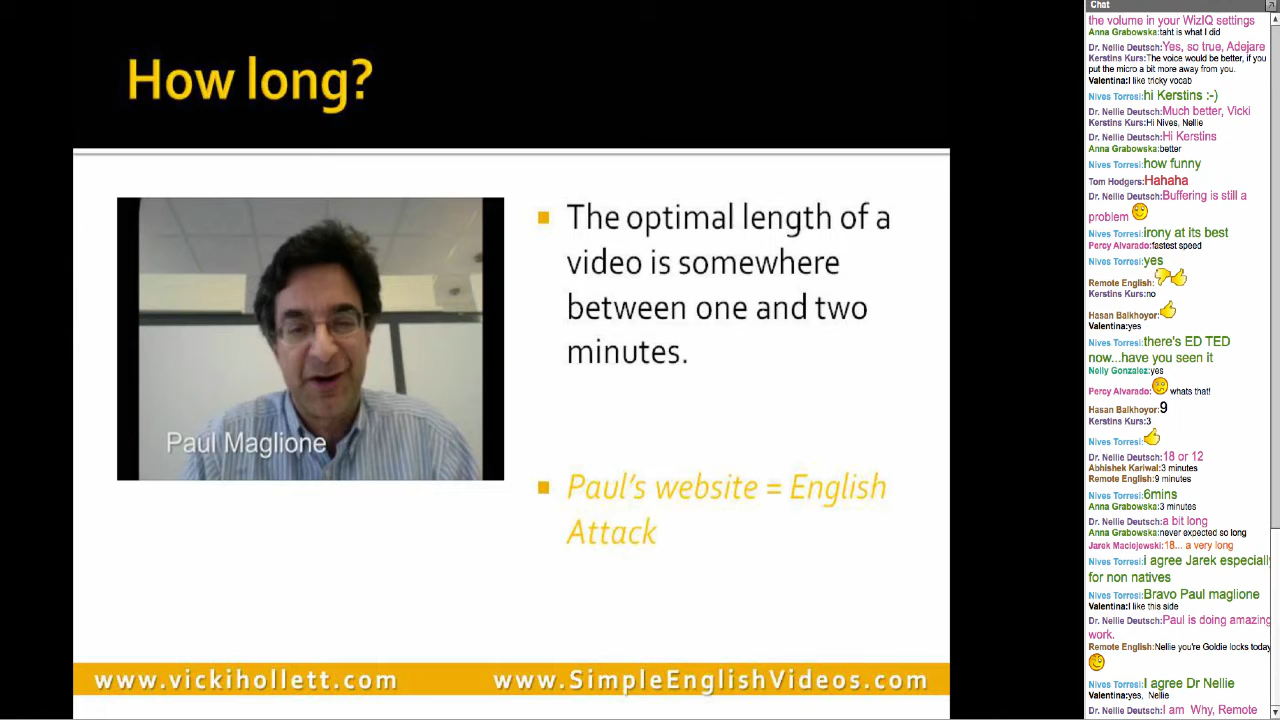 How long?
Paul Maglione
The optimal length of a
video is somewhere
between one and two
minutes.
Paul's website = English
Attack
www.vickihollett.com
www.SimpleEnglishVideos.com
Chat
the volume in your WizIQ settings
Anna Grabowska:taht is what I did
Dr. Nellie Deutsch:Yes, so true, Adejare
Kerstins Kurs:The voice would be better, if you
put the micro a bit more away from you.
Valentina:I like tricky vocab
Nives Torresi:hi Kerstins :-)
Dr. Nellie Deutsch:Much better, Vicki
Kerstins Kurs:Hi Nives, Nellie
Dr. Nellie Deutsch:Hi Kerstins
Anna Grabowska:better
Nives Torresi:how funny
Tom Hodgers:Hahaha
Dr. Nellie Deutsch:Buffering is still a
problem
Nives Torresi:irony at its best
Percy Alvarado:fastest speed
Nives Torresi:yes
Remote English:
Kerstins Kurs:no
Hasan Balkhoyor:
Valentina:yes
Nives Torresi:there's ED TED
now...have you seen it
Nelly Gonzalez:yes
Percy Alvarado: whats that!
Hasan Balkhoyor:9
Kerstins Kurs:3
Nives Torresi:
Dr. Nellie Deutsch:18 or 12
Abhishek Kariwal:3 minutes
Remote English:9 minutes
Nives Torresi:6mins
Anna Grabowska:3 minutes
Dr. Nellie Deutsch:a bit long
Anna Grabowska:never expected so long
Jarek Maciejewski:18... a very long
Nives Torresi:i agree Jarek especially
for non natives
Nives Torresi:Bravo Paul maglione
Valentina:I like this side
Dr. Nellie Deutsch:Paul is doing amazing
work.
Remote English:Nellie you're Goldie locks today
Nives Torresi:I agree Dr Nellie
Valentina:yes, Nellie
Dr. Nellie Deutsch:I am Why, Remote